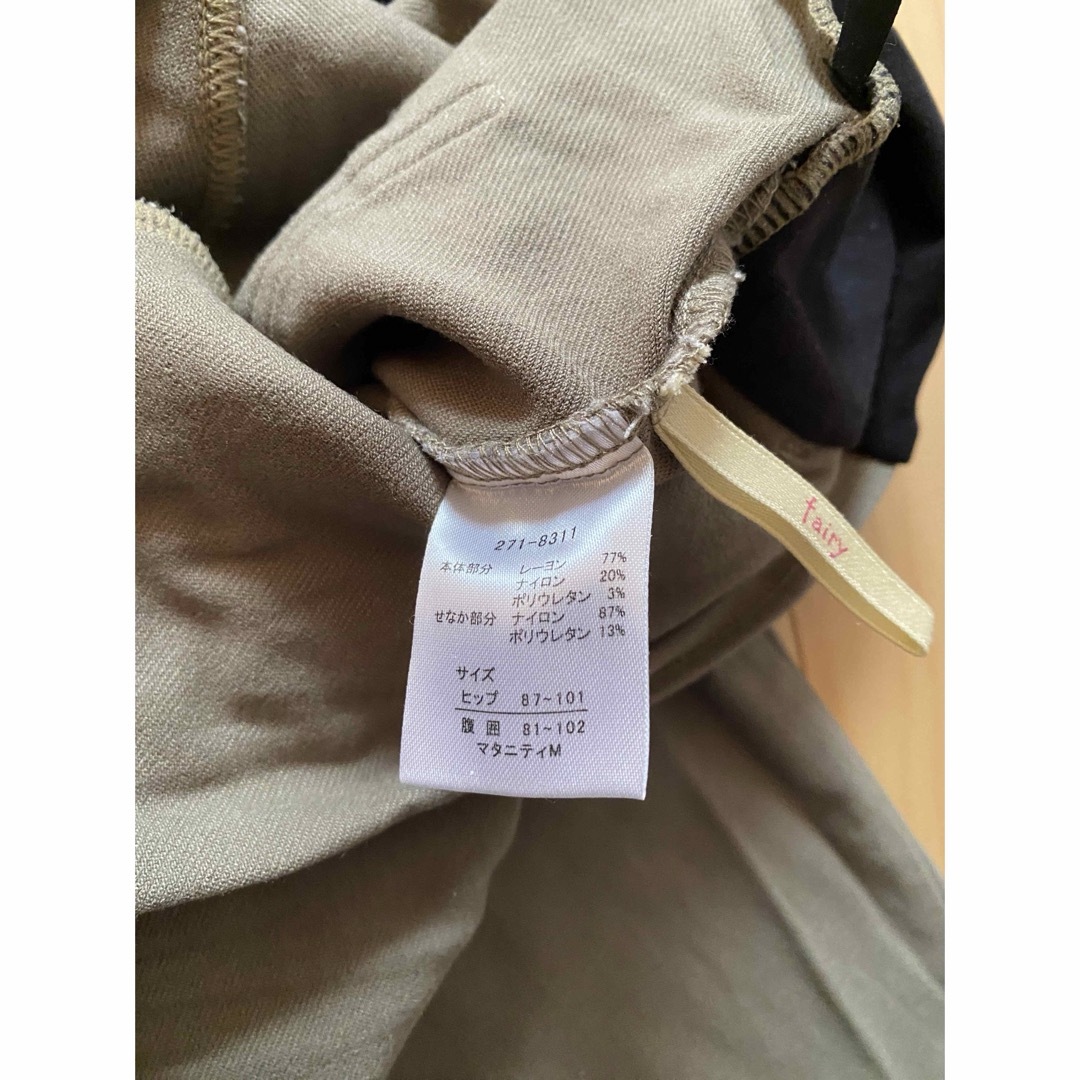 271-8311
本体部分 レーヨン 77%
ナイロン 20%
ポリウレタン 3%
せなか部分 ナイロン 87%
ポリウレタン 13%
サイズ
ヒップ 87~101
腹囲 81~102
マタニティM
fairy